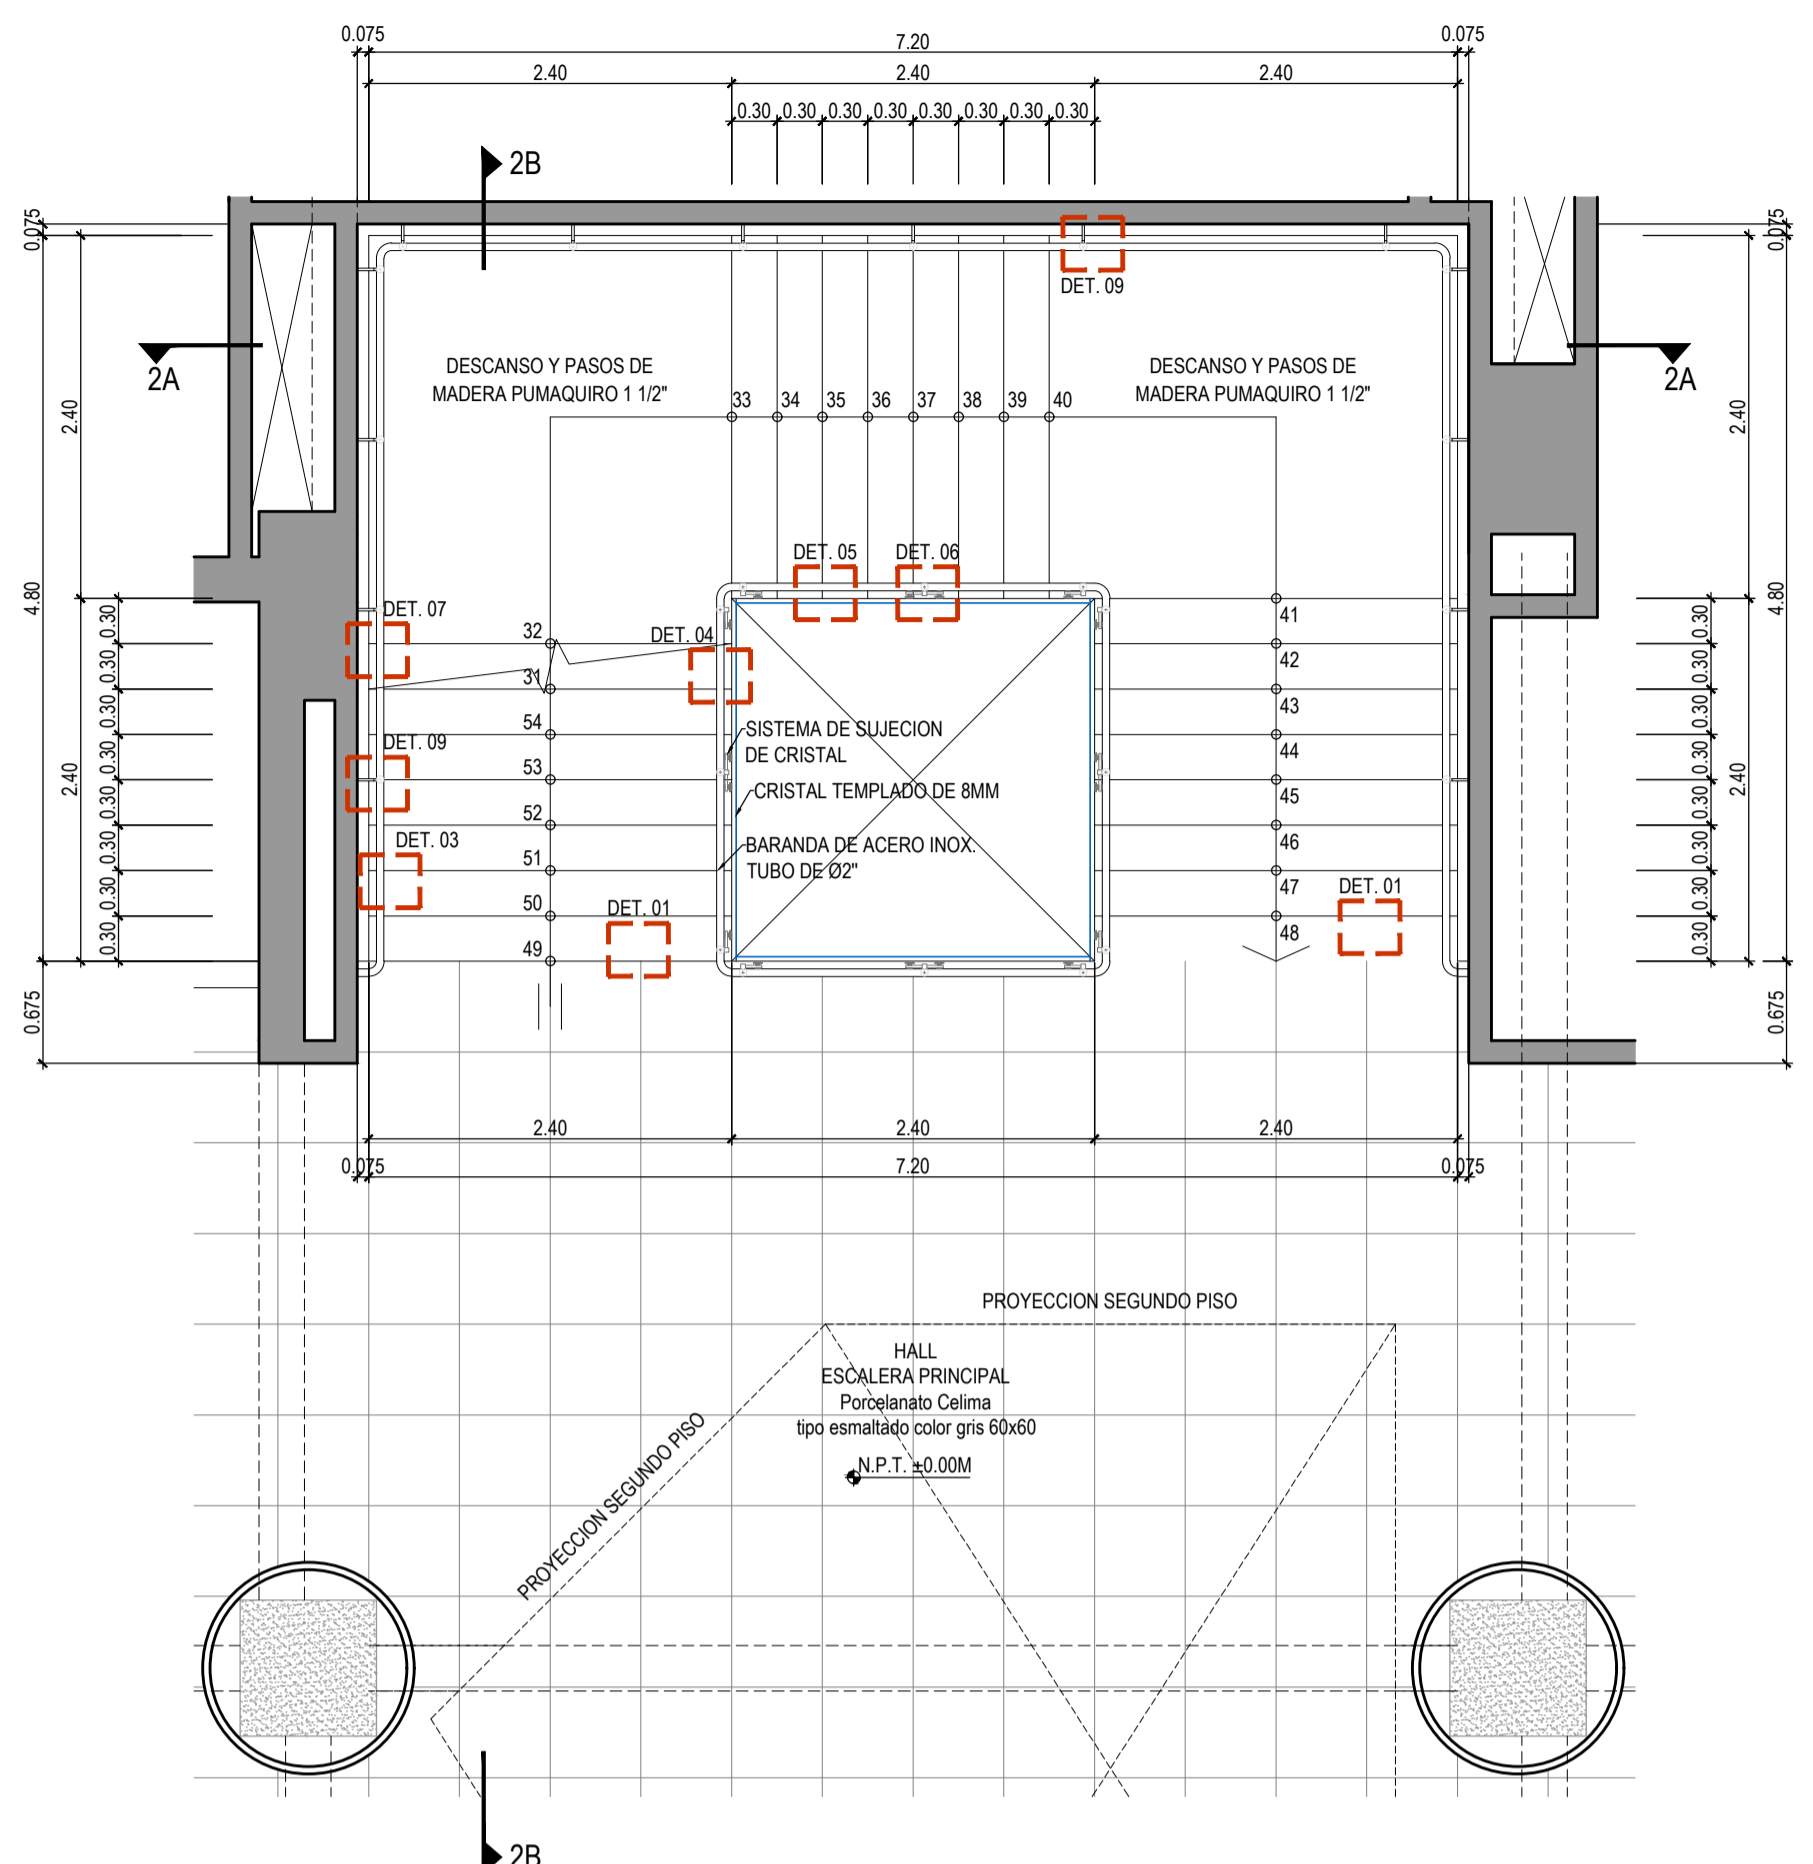 0.075 7.20 0.075
2.40 2.40 2.40
0.30 0.30 0.30 0.30 0.30 0.30 0.30 0.30
2B
0.075 0.075
DET. 09
2A 2A
DESCANSO Y PASOS DE
MADERA PUMAQUIRO 1 1/2"
DESCANSO Y PASOS DE
MADERA PUMAQUIRO 1 1/2"
2.40 2.40
33 34 35 36 37 38 39 40
DET. 05 DET. 06
4.80 4.80
DET. 07
DET. 04
32
31
54
53
52
51
50
49
41
42
43
44
45
46
47
48
0.30 0.30 0.30 0.30 0.30 0.30 0.30 0.30
2.40
0.30 0.30 0.30 0.30 0.30 0.30 0.30 0.30
2.40
SISTEMA DE SUJECION
DE CRISTAL
CRISTAL TEMPLADO DE 8MM
BARANDA DE ACERO INOX.
TUBO DE Ø2"
DET. 09
DET. 03
DET. 01
DET. 01
0.675 0.675
2.40 2.40 2.40
0.075 7.20 0.075
PROYECCION SEGUNDO PISO
HALL
ESCALERA PRINCIPAL
Porcelanato Celima
tipo esmaltado color gris 60x60
N.P.T. ±0.00M
PROYECCION SEGUNDO PISO
2B